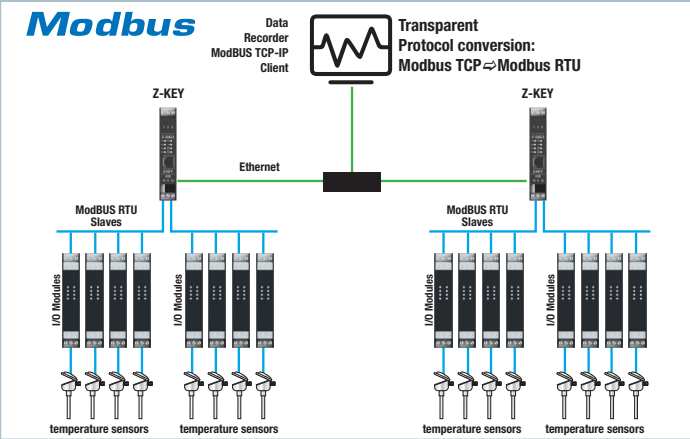 Modbus
Data
Recorder
ModBUS TCP-IP
Client
Transparent
Protocol conversion:
Modbus TCP⇨Modbus RTU
Z-KEY
Z-KEY
Ethernet
ModBUS RTU
Slaves
ModBUS RTU
Slaves
I/O Modules
I/O Modules
I/O Modules
I/O Modules
temperature sensors
temperature sensors
temperature sensors
temperature sensors